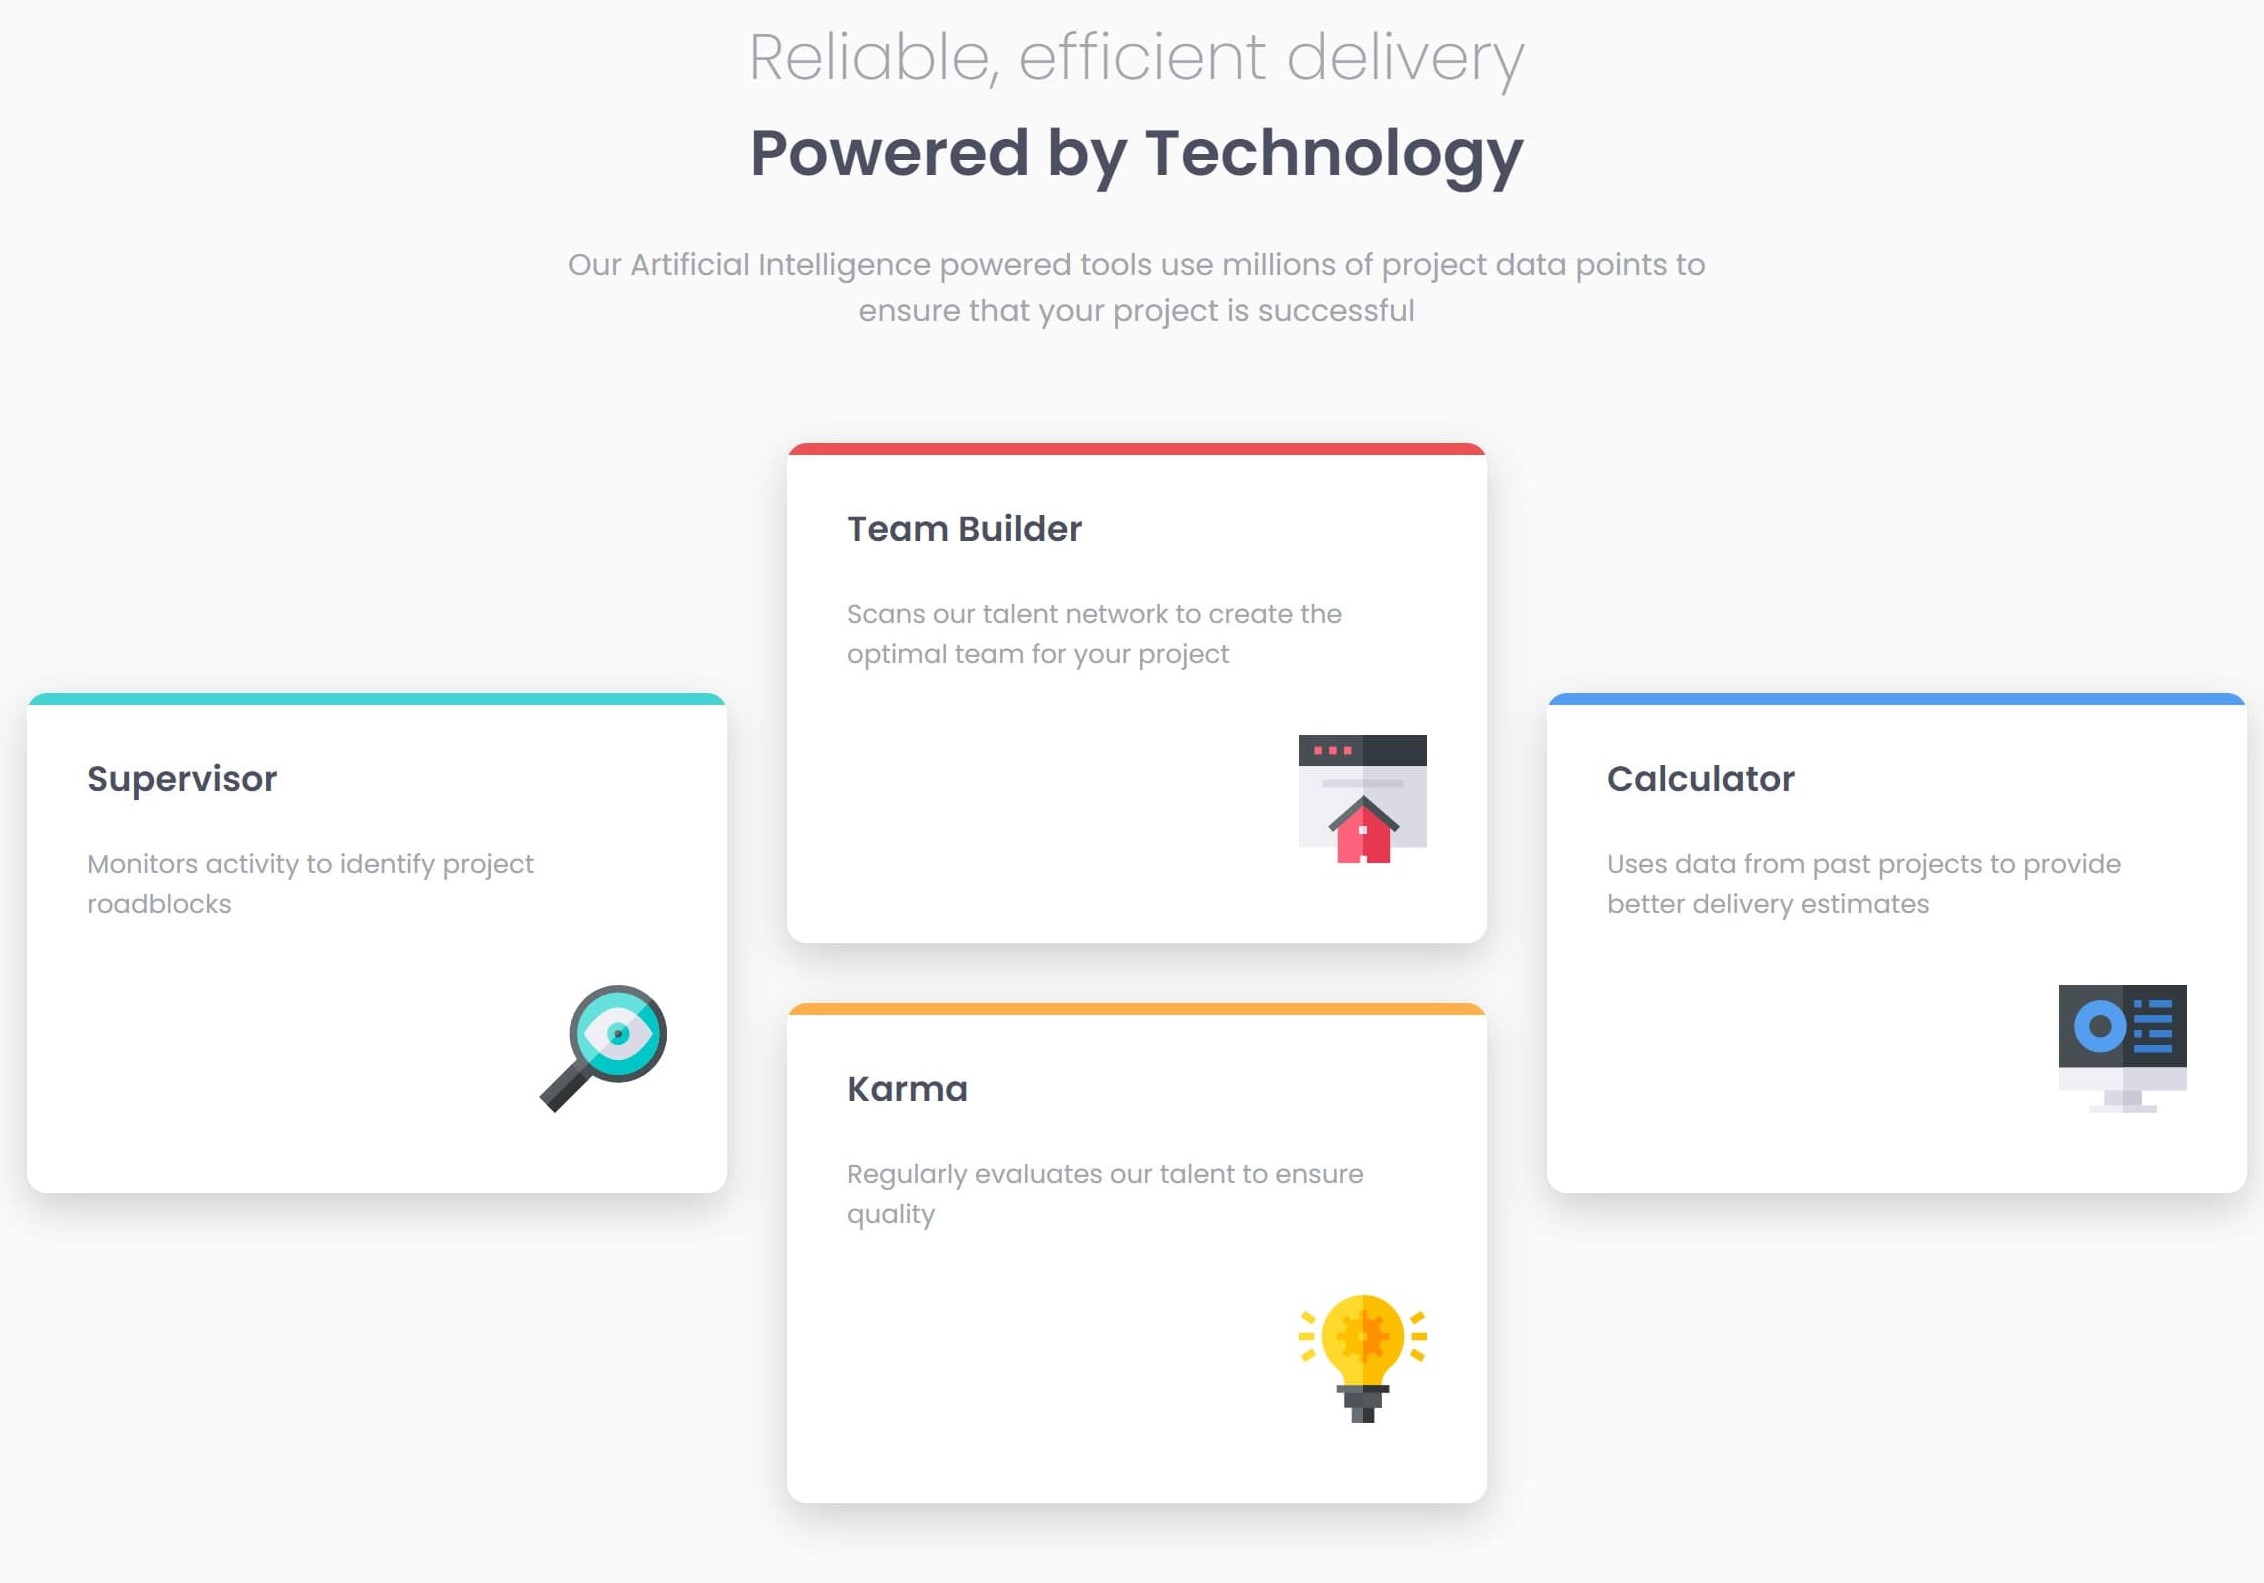 Reliable, efficient delivery
Powered by Technology
Our Artificial Intelligence powered tools use millions of project data points to
ensure that your project is successful
Team Builder
Scans our talent network to create the
optimal team for your project
Supervisor
Monitors activity to identify project
roadblocks
Calculator
Uses data from past projects to provide
better delivery estimates
Karma
Regularly evaluates our talent to ensure
quality